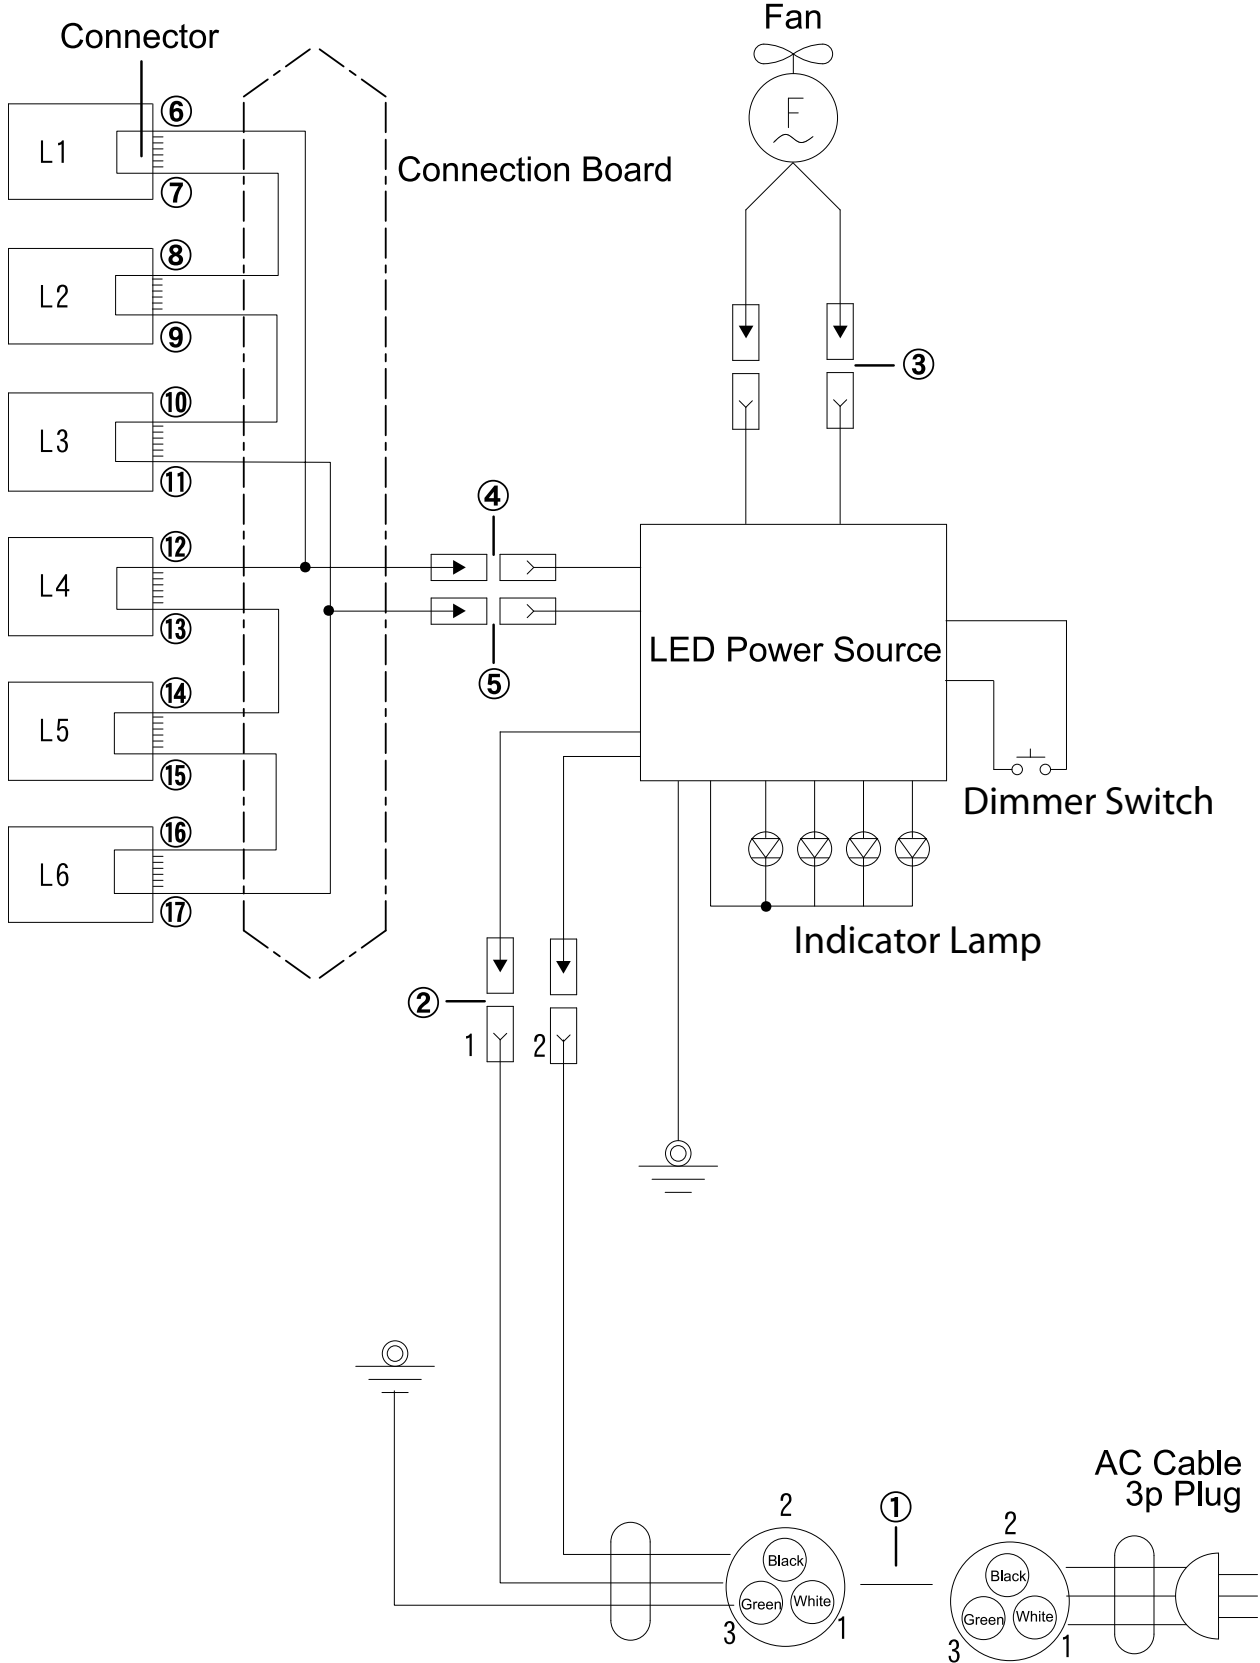 Fan
Connector
F
⑥
L1
Connection Board
⑦
⑧
L2
⑨
③
⑩
L3
⑪
④
⑫
L4
⑬
LED Power Source
⑤
⑭
L5
⑮
Dimmer Switch
⑯
L6
⑰
Indicator Lamp
②
1 2
AC Cable
3p Plug
2 ① 2
Black Black
Green White Green White
3 1 3 1